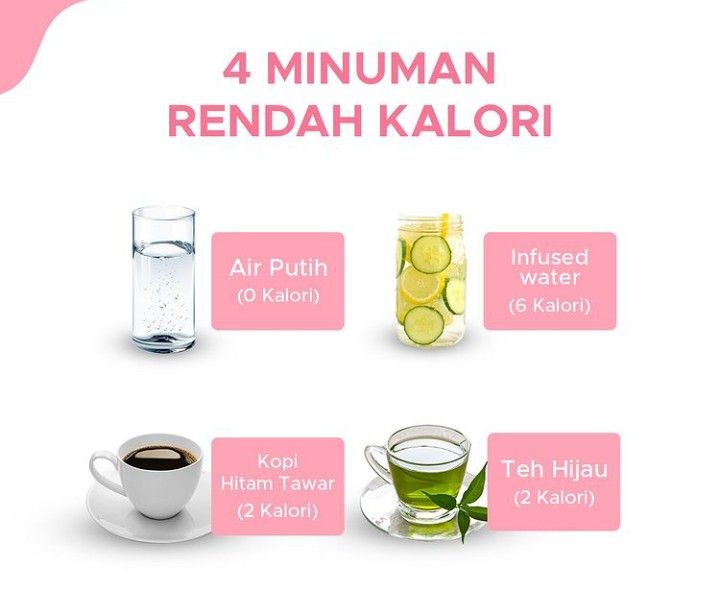 4 MINUMAN
RENDAH KALORI
Air Putih
(0 Kalori)
Infused
water
(6 Kalori)
Kopi
Hitam Tawar
(2 Kalori)
Teh Hijau
(2 Kalori)